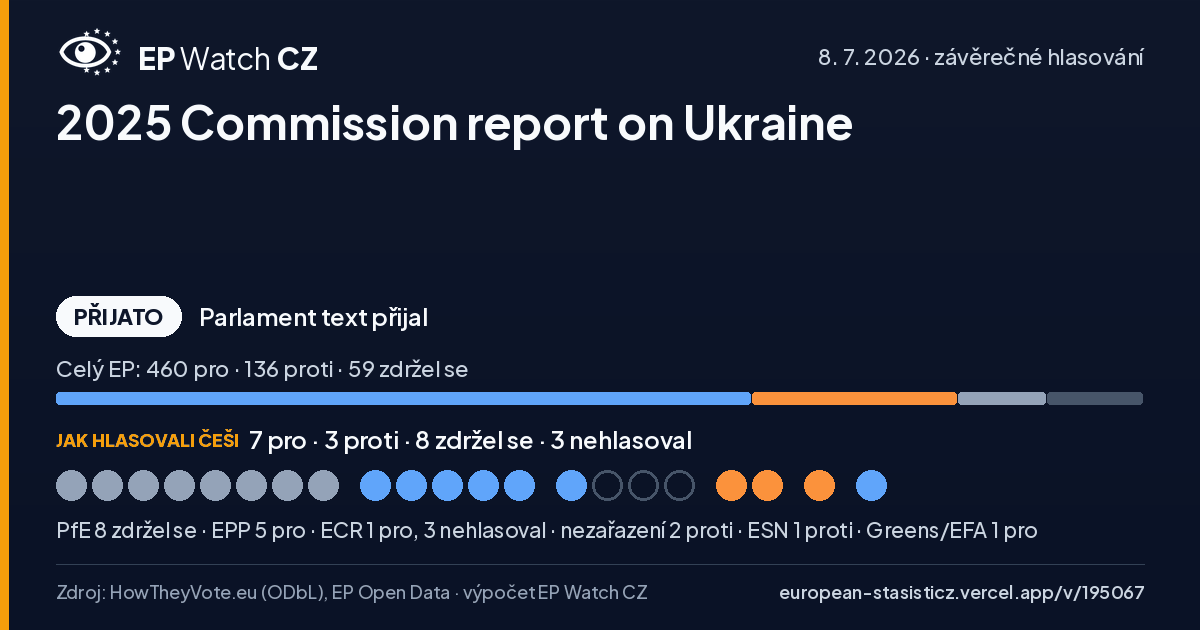 EP Watch CZ
8. 7. 2026 · závěrečné hlasování
2025 Commission report on Ukraine
PŘIJATO Parlament text přijal
Celý EP: 460 pro · 136 proti · 59 zdržel se
JAK HLASOVALI ČEŠI 7 pro · 3 proti · 8 zdržel se · 3 nehlasoval
PfE 8 zdržel se · EPP 5 pro · ECR 1 pro, 3 nehlasoval · nezařazení 2 proti · ESN 1 proti · Greens/EFA 1 pro
Zdroj: HowTheyVote.eu (ODbL), EP Open Data · výpočet EP Watch CZ
european-stasisticz.vercel.app/v/195067